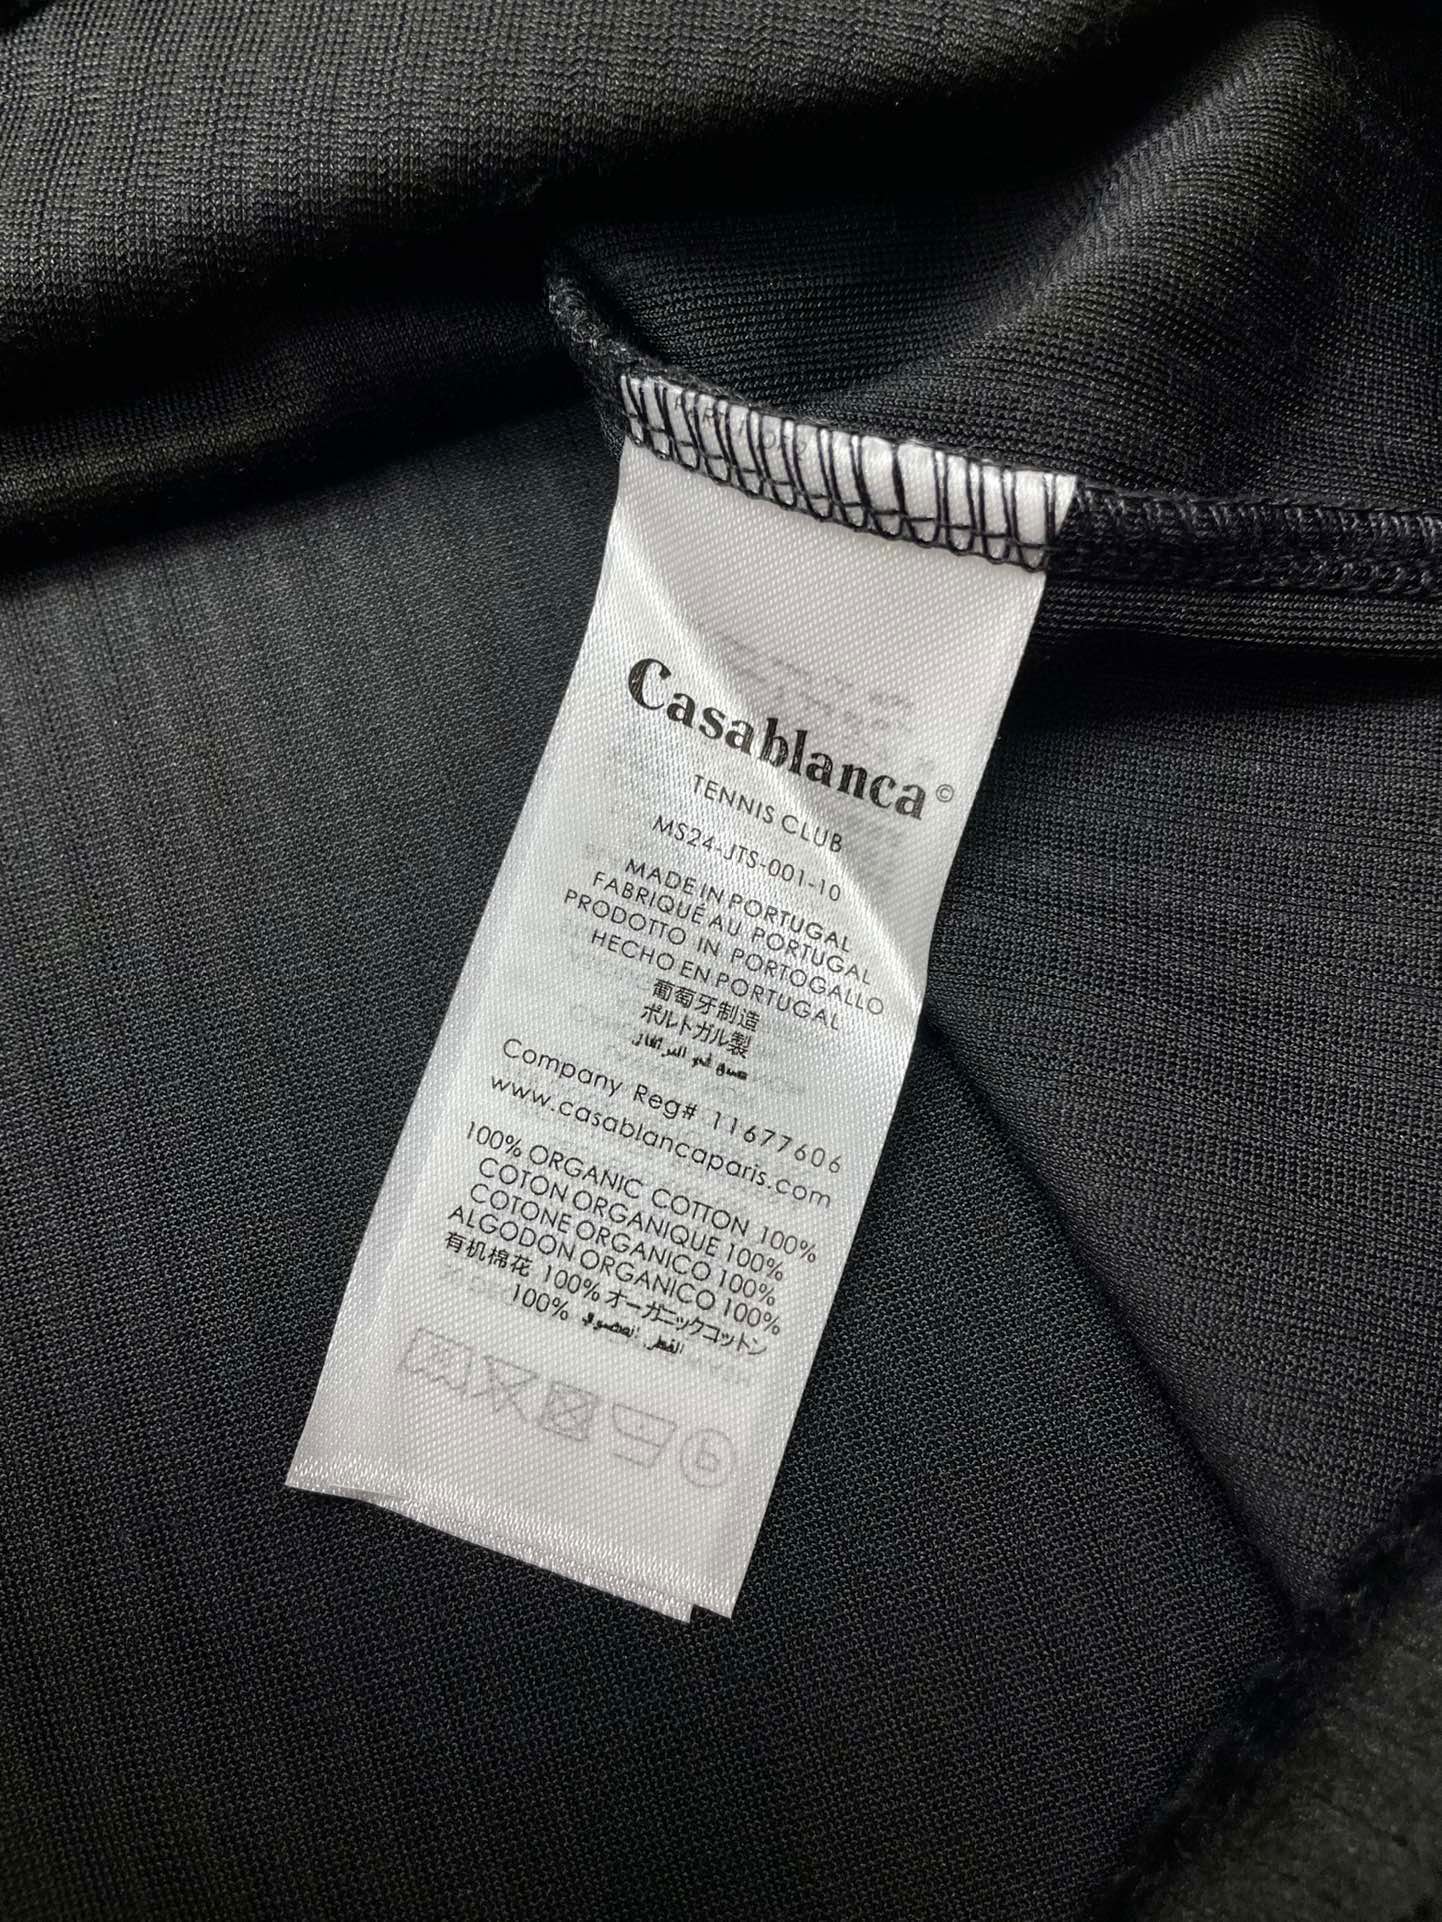 Casablanca©
TENNIS CLUB
MS24-JTS-001-10
MADE IN PORTUGAL
FABRIQUÉ AU PORTUGAL
PRODOTTO IN PORTOGALLO
HECHO EN PORTUGAL
葡萄牙制造
ポルトガル製
Company Reg# 11677606
www.casablancaparis.com
100% ORGANIC COTTON 100%
COTON ORGANIQUE 100%
COTONE ORGANICO 100%
ALGODON ORGANICO 100%
有机棉花 100% オーガニックコットン
100%